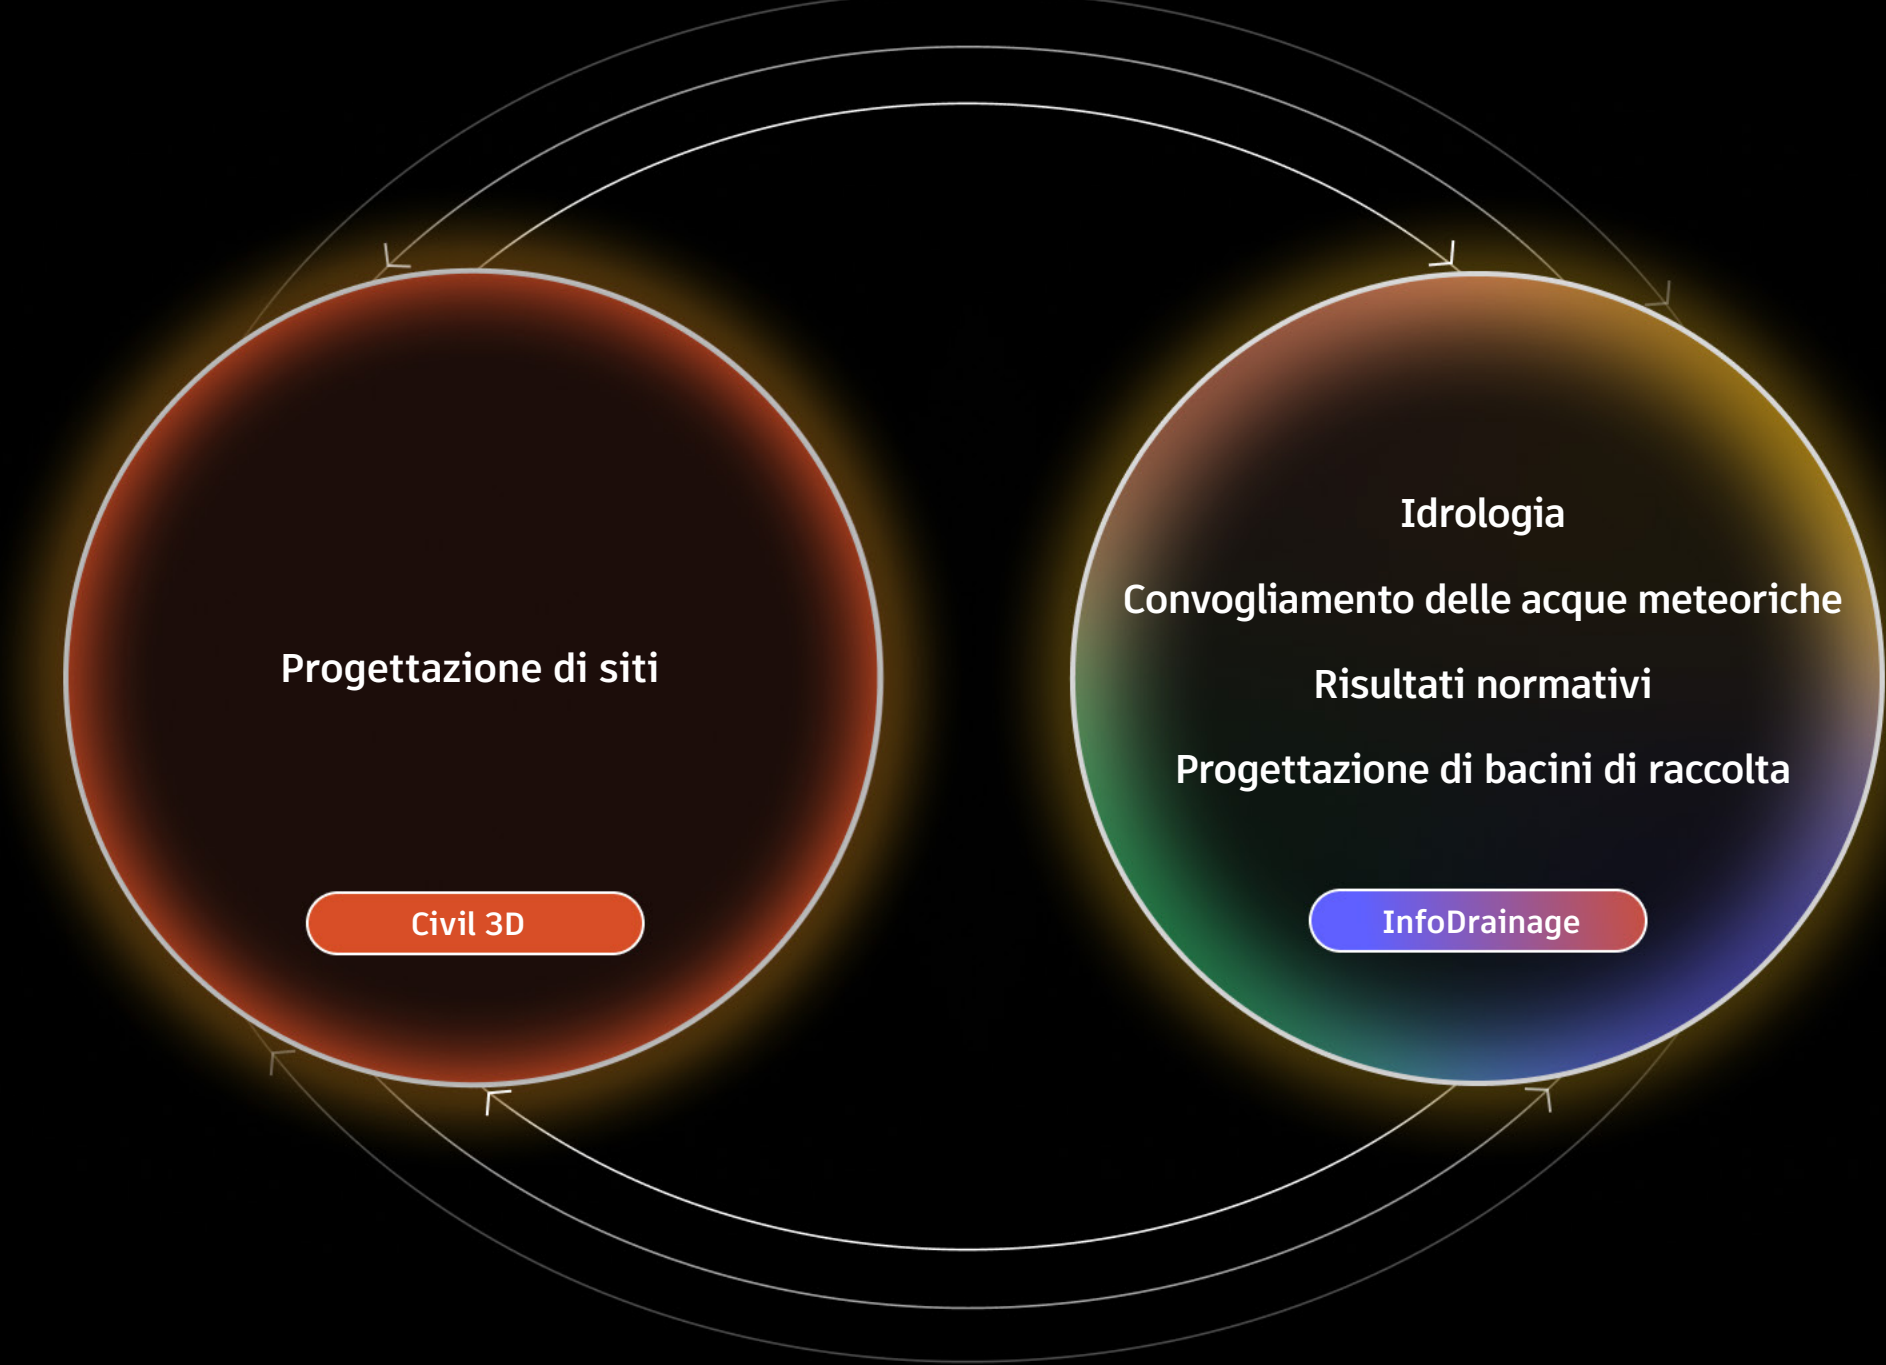 Progettazione di siti
Civil 3D
Idrologia
Convogliamento delle acque meteoriche
Risultati normativi
Progettazione di bacini di raccolta
InfoDrainage